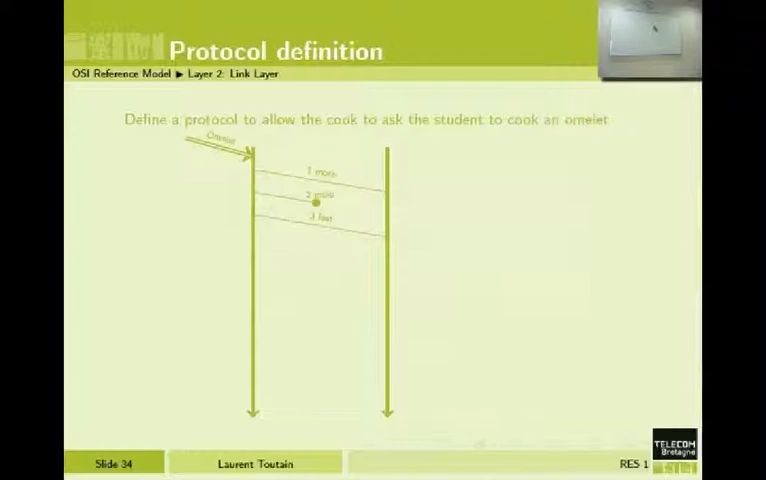 Protocol definition
OSI Reference Model ▶ Layer 2: Link Layer
Define a protocol to allow the cook to ask the student to cook an omelet
Omelet
1 more
2 more
3 last
TELECOM
Bretagne
Slide 34
Laurent Toutain
RES 1